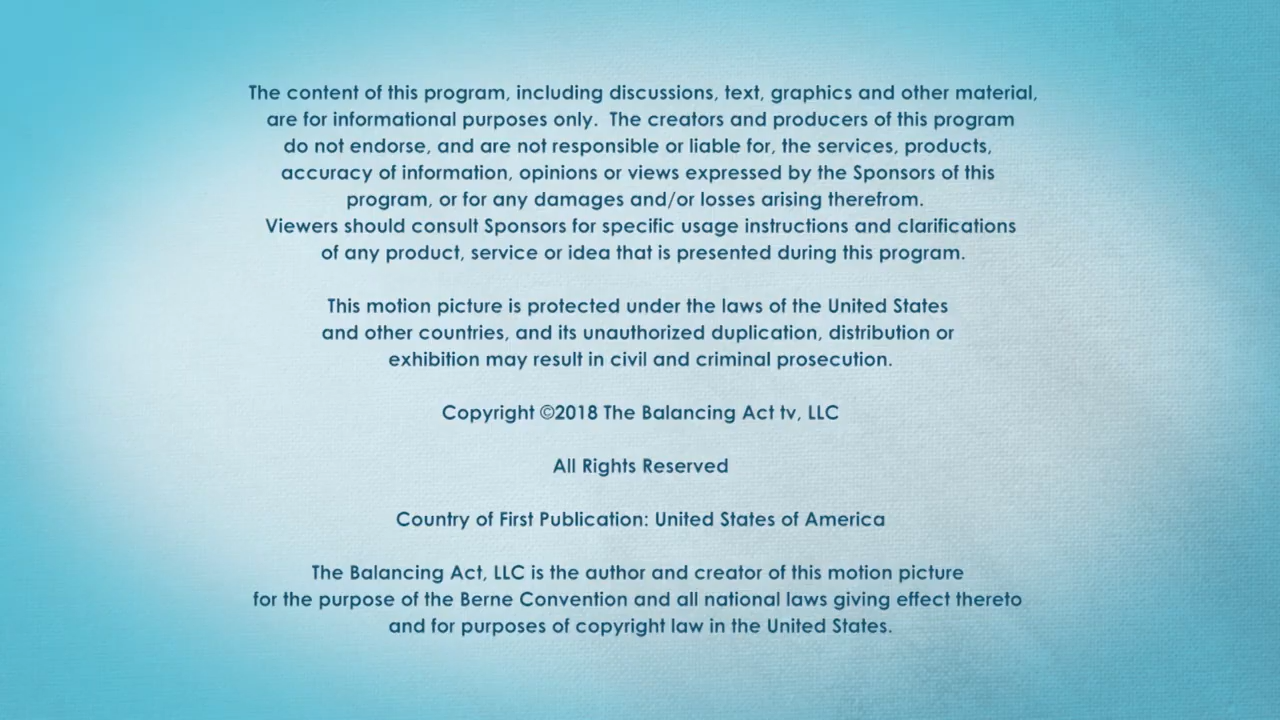 The content of this program, including discussions, text, graphics and other material,
are for informational purposes only.  The creators and producers of this program
do not endorse, and are not responsible or liable for, the services, products,
accuracy of information, opinions or views expressed by the Sponsors of this
program, or for any damages and/or losses arising therefrom.
Viewers should consult Sponsors for specific usage instructions and clarifications
of any product, service or idea that is presented during this program.
This motion picture is protected under the laws of the United States
and other countries, and its unauthorized duplication, distribution or
exhibition may result in civil and criminal prosecution.
Copyright ©2018 The Balancing Act tv, LLC
All Rights Reserved
Country of First Publication: United States of America
The Balancing Act, LLC is the author and creator of this motion picture
for the purpose of the Berne Convention and all national laws giving effect thereto
and for purposes of copyright law in the United States.